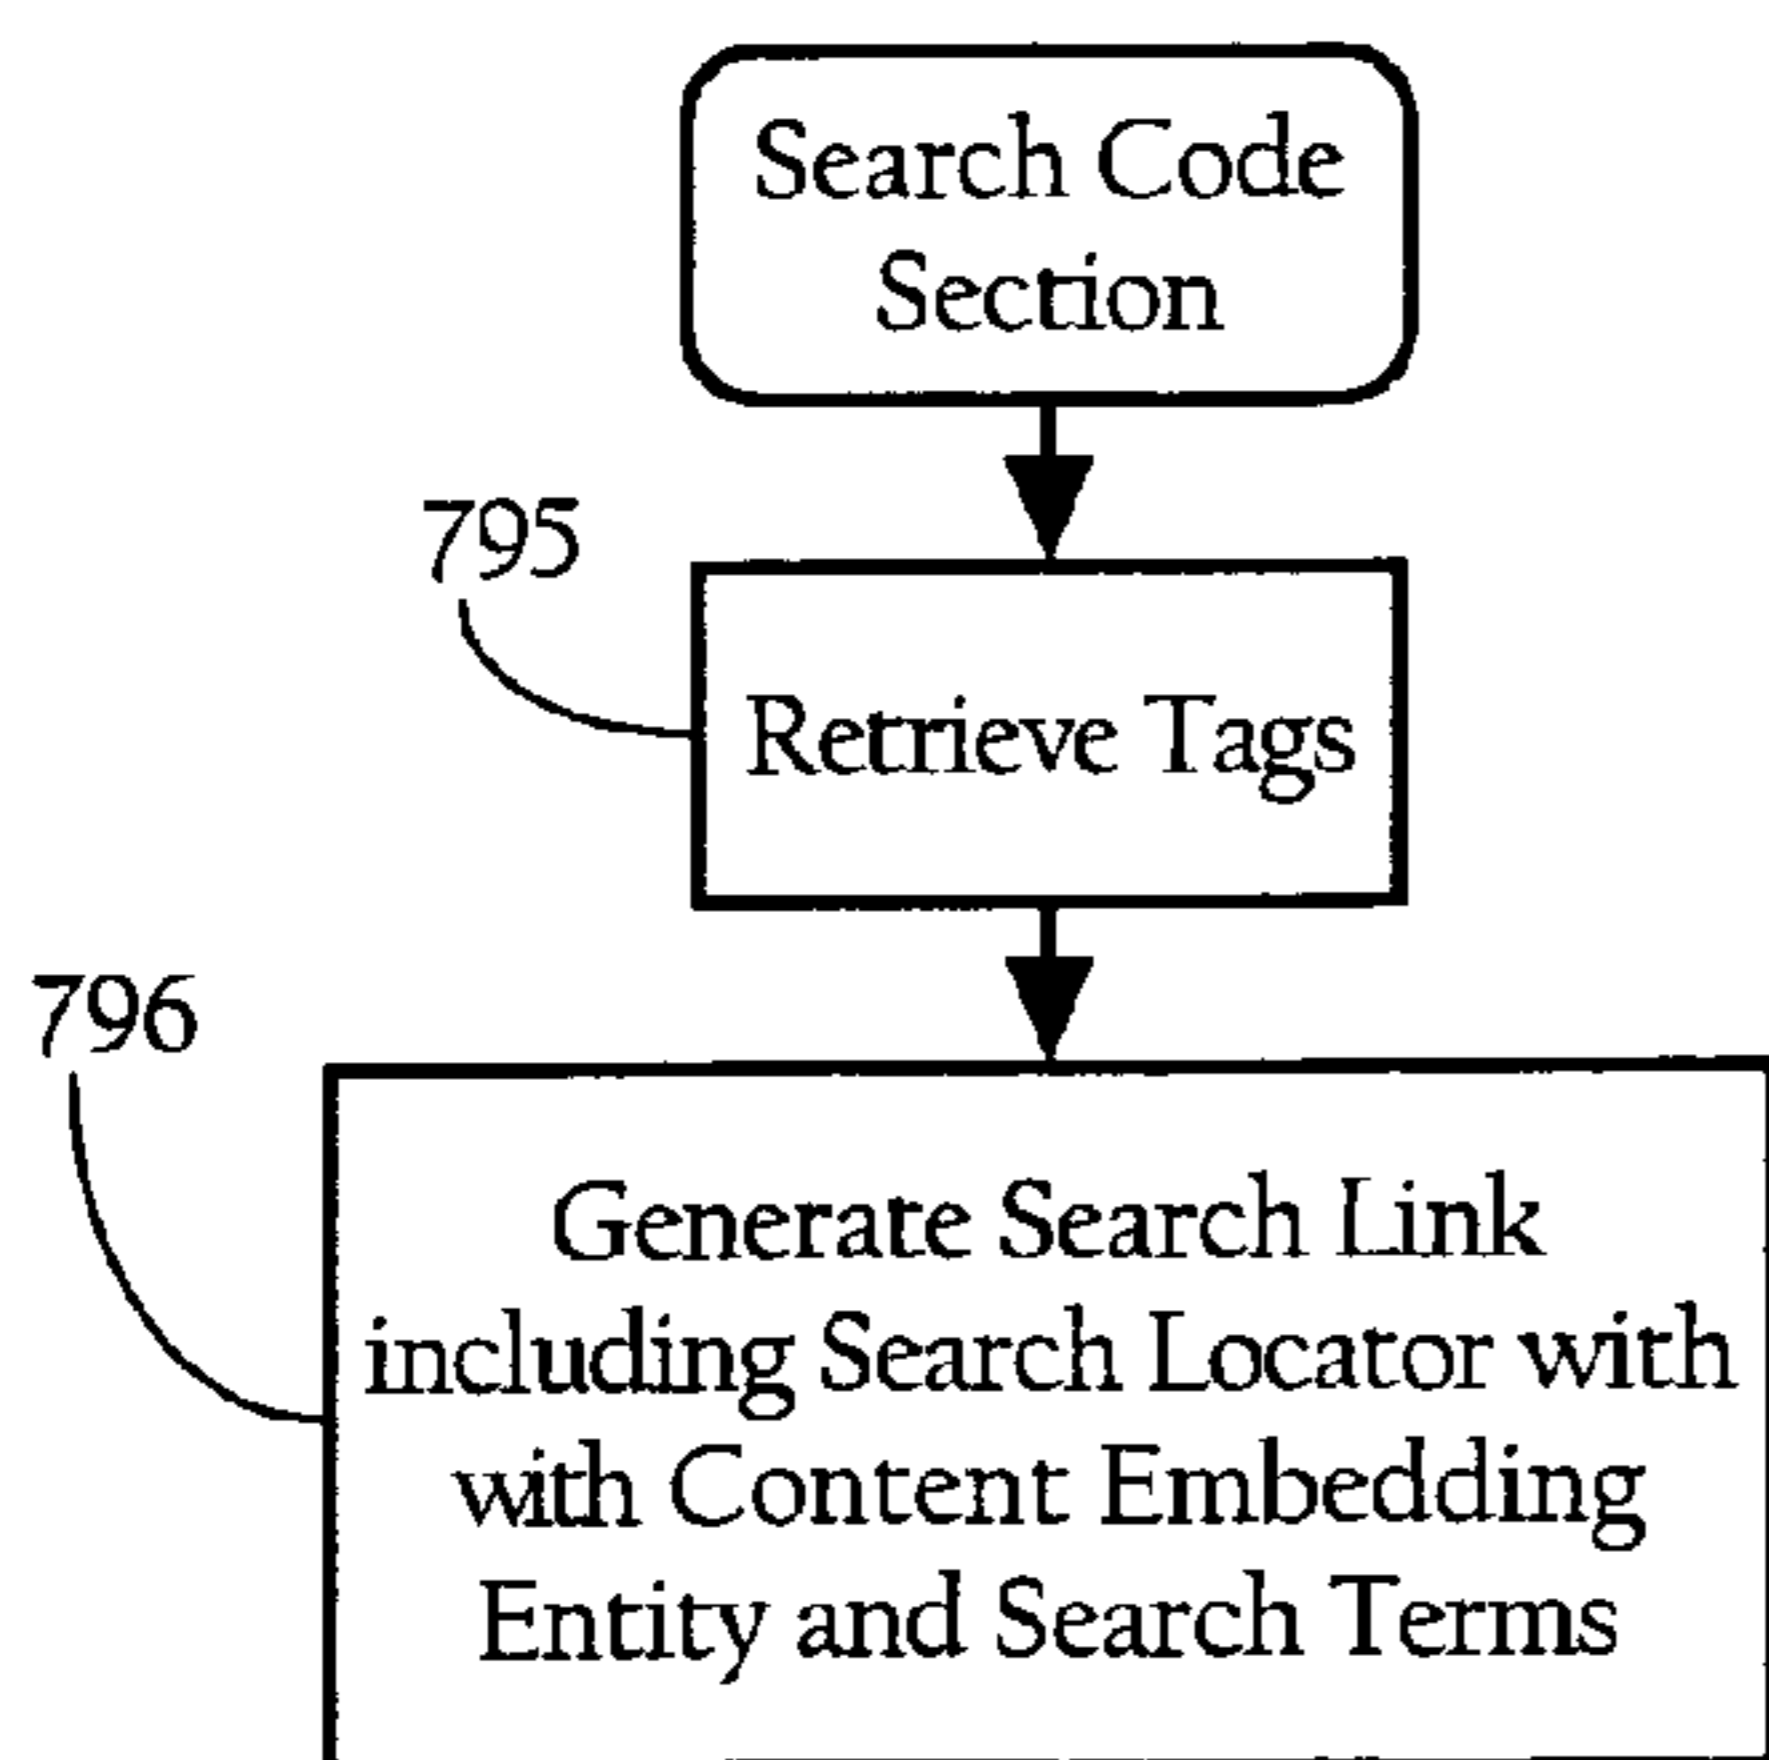 Search Code
Section
795
Retrieve Tags
796
Generate Search Link
including Search Locator with
with Content Embedding
Entity and Search Terms